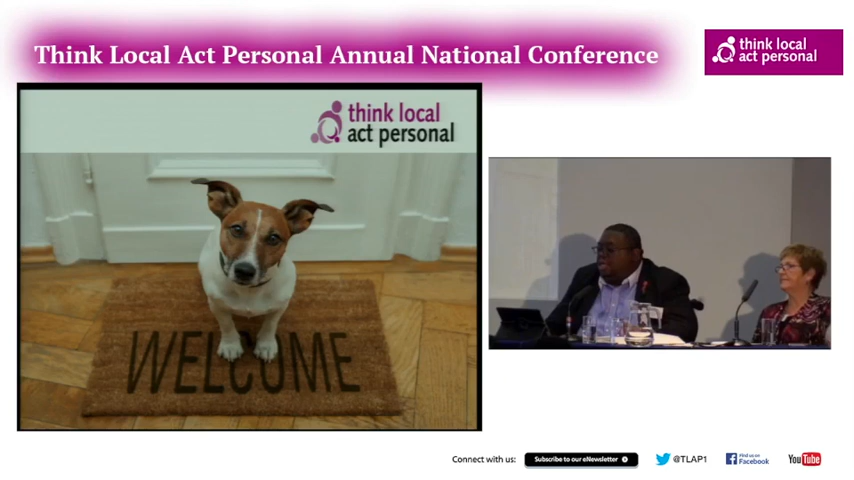 Think Local Act Personal Annual National Conference
think local
act personal
think local
act personal
WELCOME
Connect with us:
Subscribe to our eNewsletter
@TLAP1
Find us on
Facebook
YouTube